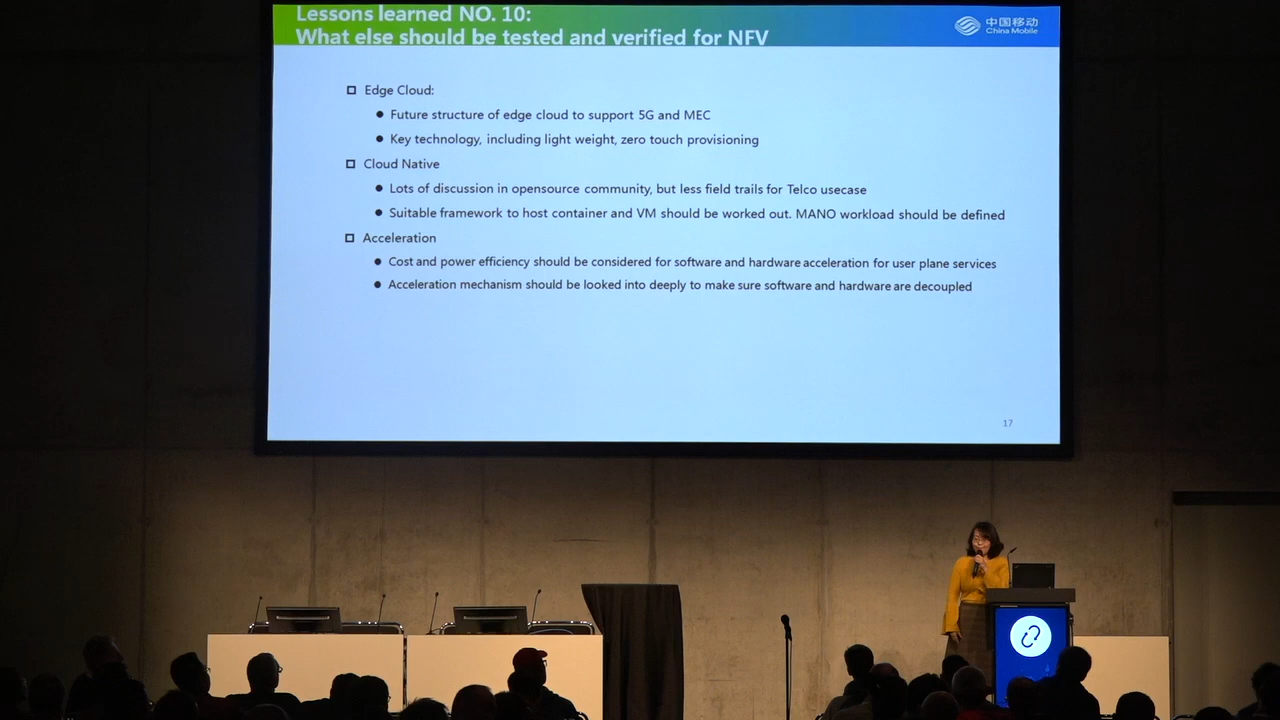 Lessons learned NO. 10:
What else should be tested and verified for NFV
中国移动
China Mobile
Edge Cloud:
Future structure of edge cloud to support 5G and MEC
Key technology, including light weight, zero touch provisioning
Cloud Native
Lots of discussion in opensource community, but less field trails for Telco usecase
Suitable framework to host container and VM should be worked out. MANO workload should be defined
Acceleration
Cost and power efficiency should be considered for software and hardware acceleration for user plane services
Acceleration mechanism should be looked into deeply to make sure software and hardware are decoupled
17